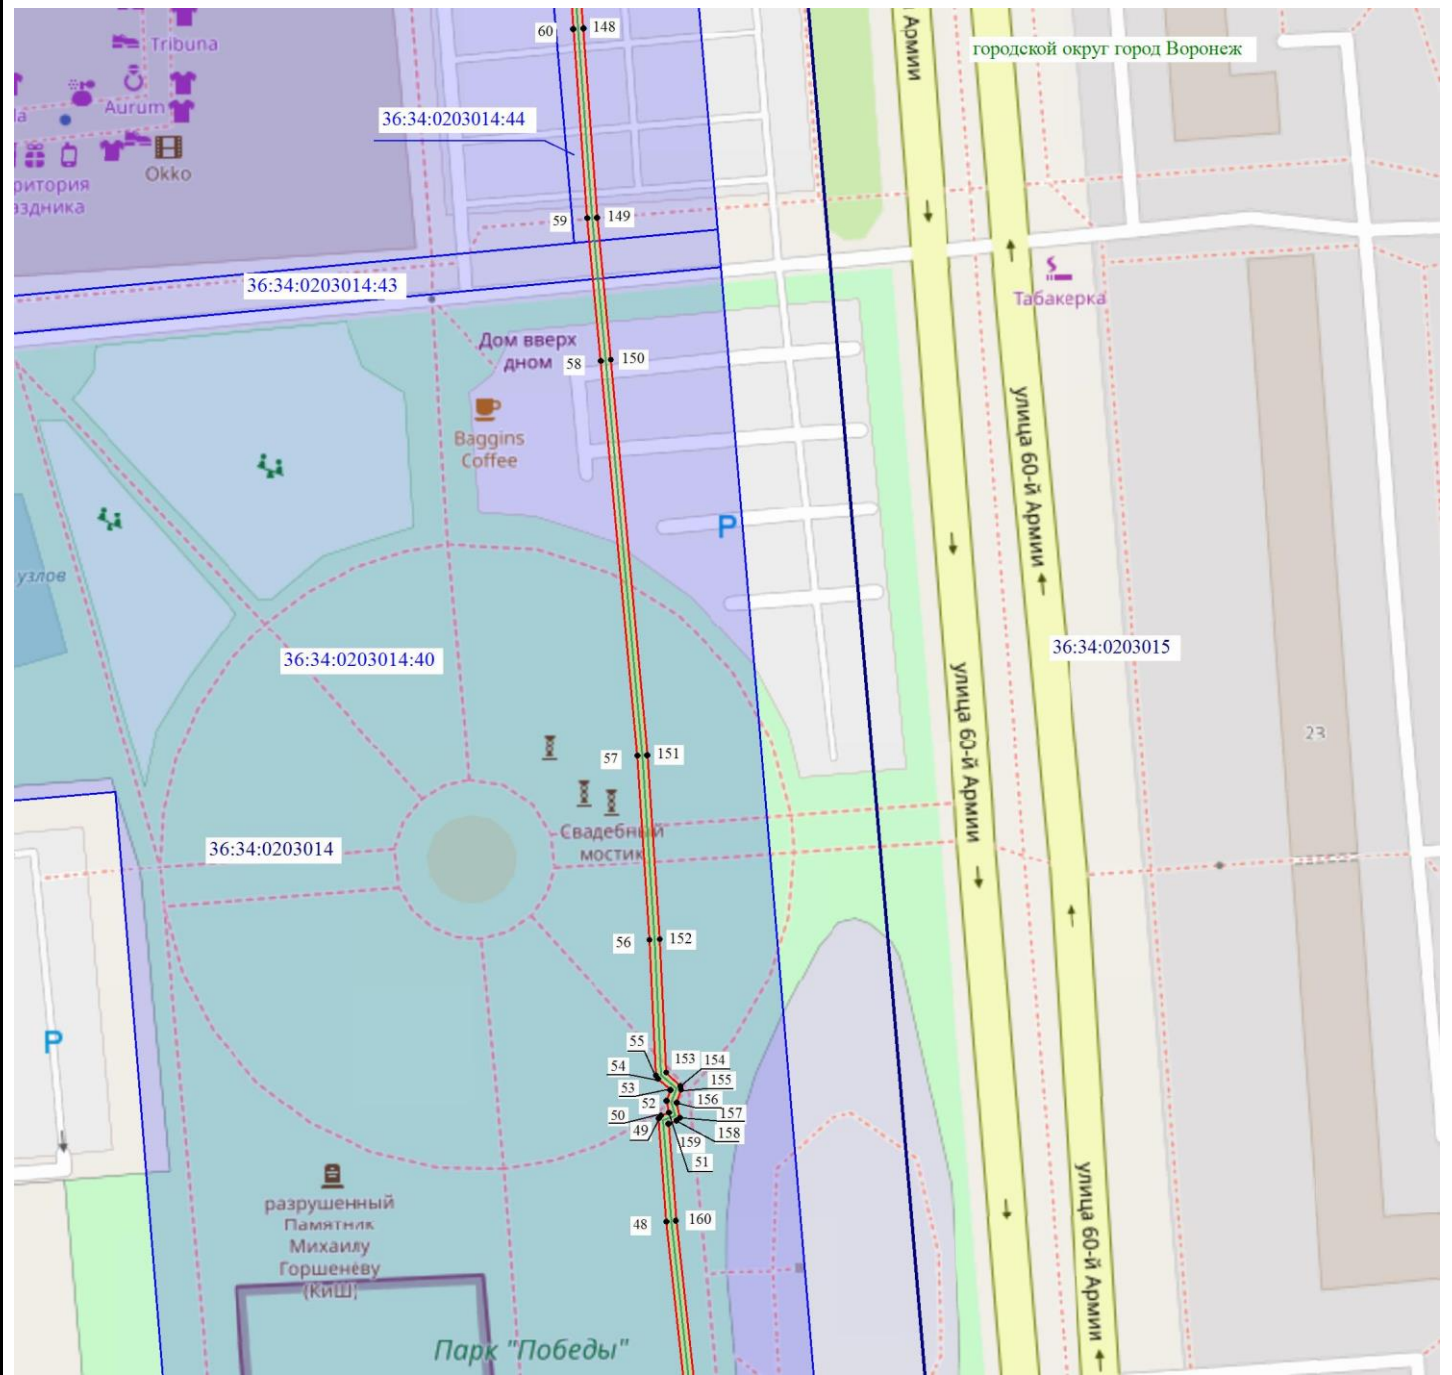 60
148
Армии
городской округ город Воронеж
Tribuna
Aurum
36:34:0203014:44
la
Okko
ритория
аздника
59
149
36:34:0203014:43
Табакерка
Дом вверх
дном
58
150
улица 60-й Армии
Baggins
Coffee
P
узлов
36:34:0203014:40
36:34:0203015
улица 60-й Армии
23
57
151
Свадебный
мостик
36:34:0203014
56
152
P
55
54
53
52
50
49
153
154
155
156
157
158
159
51
48
160
улица 60-й Армии
разрушенный
Памятник
Михаилу
Горшенёву
(КиШ)
Парк "Победы"